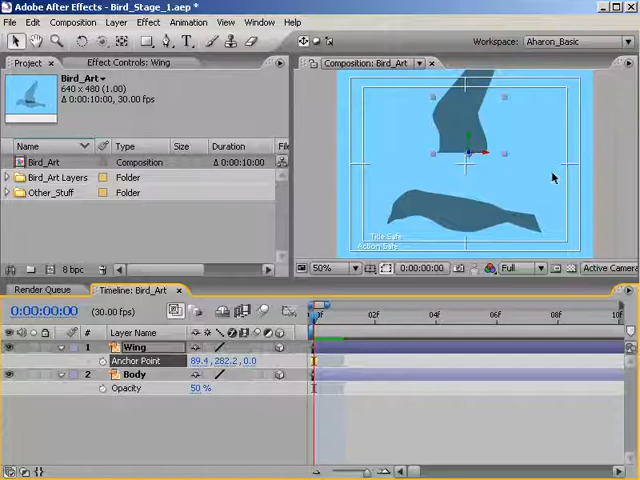 Adobe After Effects - Bird_Stage_1.aep *
File Edit Composition Layer Effect Animation View Window Help
Workspace: Aharon_Basic
Project × Effect Controls: Wing
Composition: Bird_Art
Bird_Art
640 x 480 (1.00)
Δ 0:00:10:00, 30.00 fps
Name Type Duration
Bird_Art Composition 0:00:10:00
Bird_Art Layers Folder
Other_Stuff Folder
Title Safe
Action Safe
8 bpc
50% 0:00:00:00 Full Active Camera
Render Queue Timeline: Bird_Art ×
0:00:00:00 (30.00 fps)
# Layer Name
0f 02f 04f 06f 08f 10f
1 Wing
Anchor Point 89.4, 282.2, 0.0
2 Body
Opacity 50 %